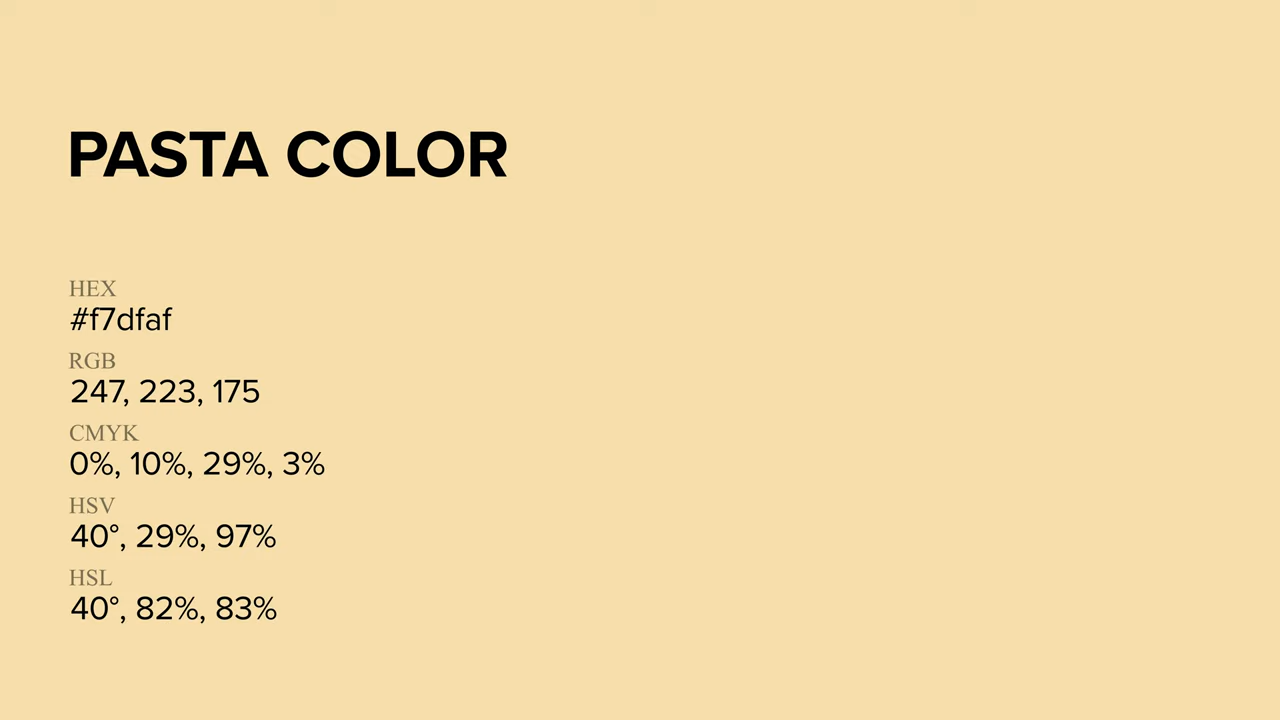 PASTA COLOR
HEX
#f7dfaf
RGB
247, 223, 175
CMYK
0%, 10%, 29%, 3%
HSV
40°, 29%, 97%
HSL
40°, 82%, 83%